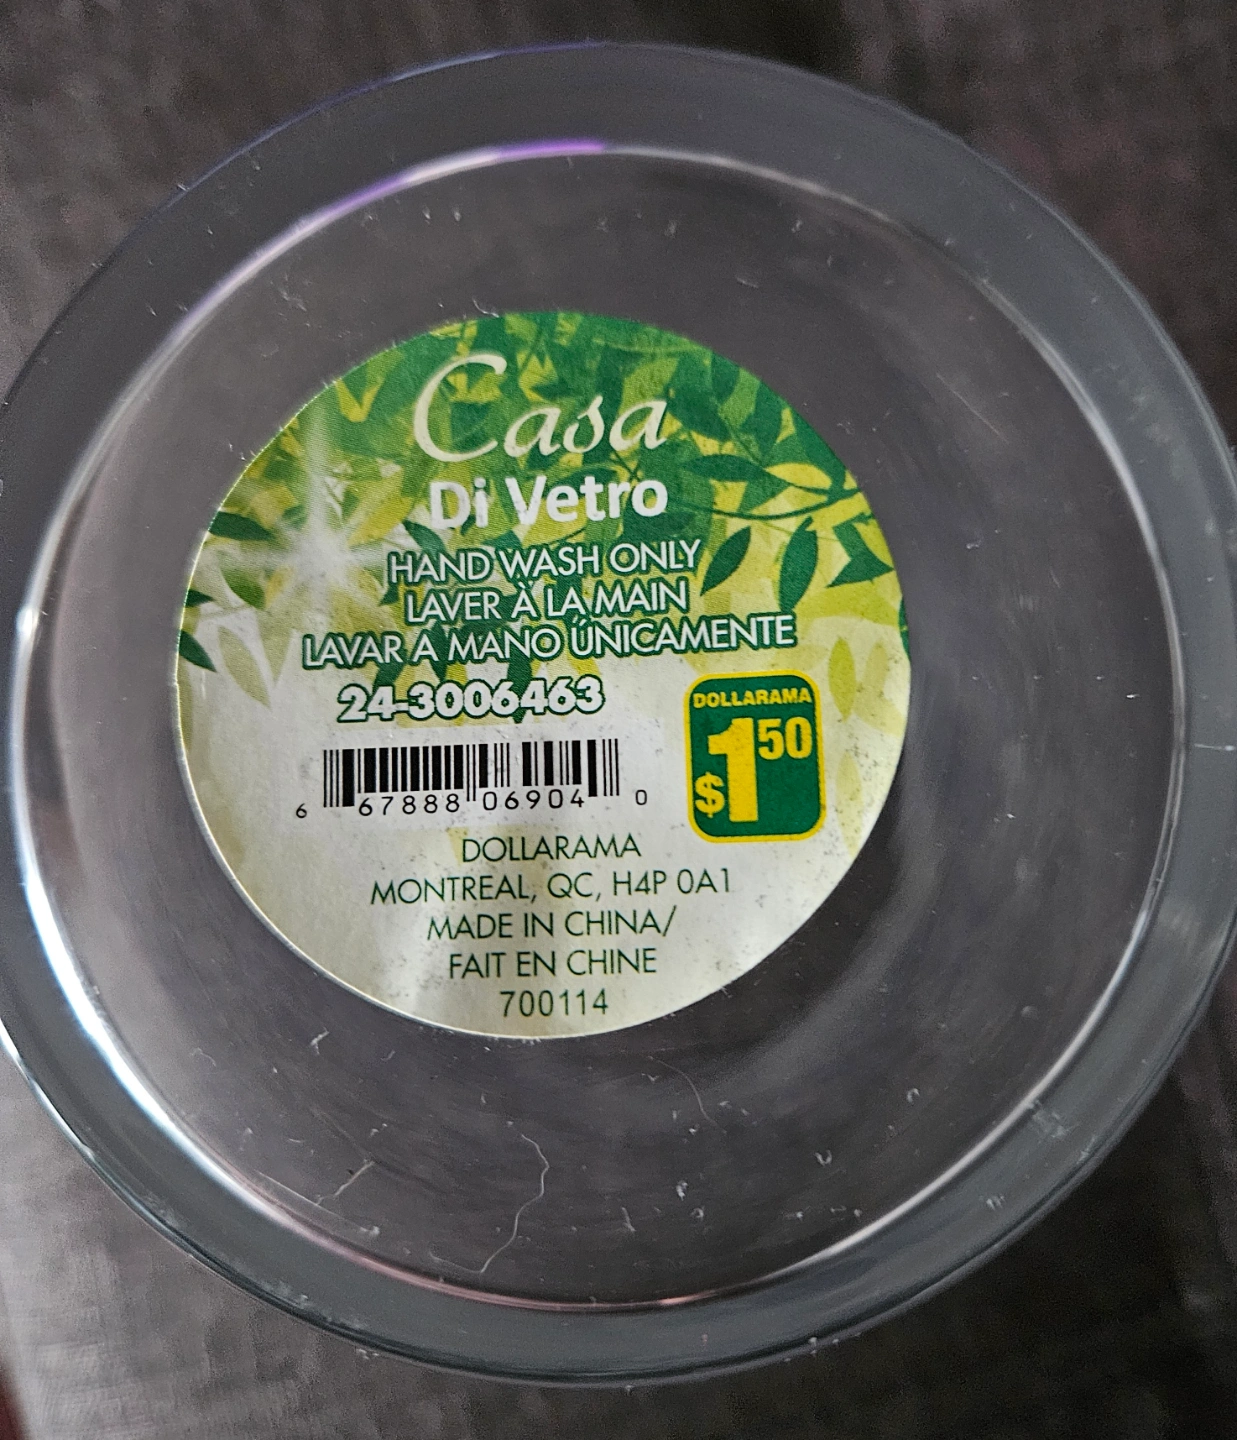 Casa
Di Vetro
HAND WASH ONLY
LAVER À LA MAIN
LAVAR A MANO ÚNICAMENTE
24-3006463
DOLLARAMA
$1.50
6 67888 06904 0
DOLLARAMA
MONTREAL, QC, H4P 0A1
MADE IN CHINA/
FAIT EN CHINE
700114